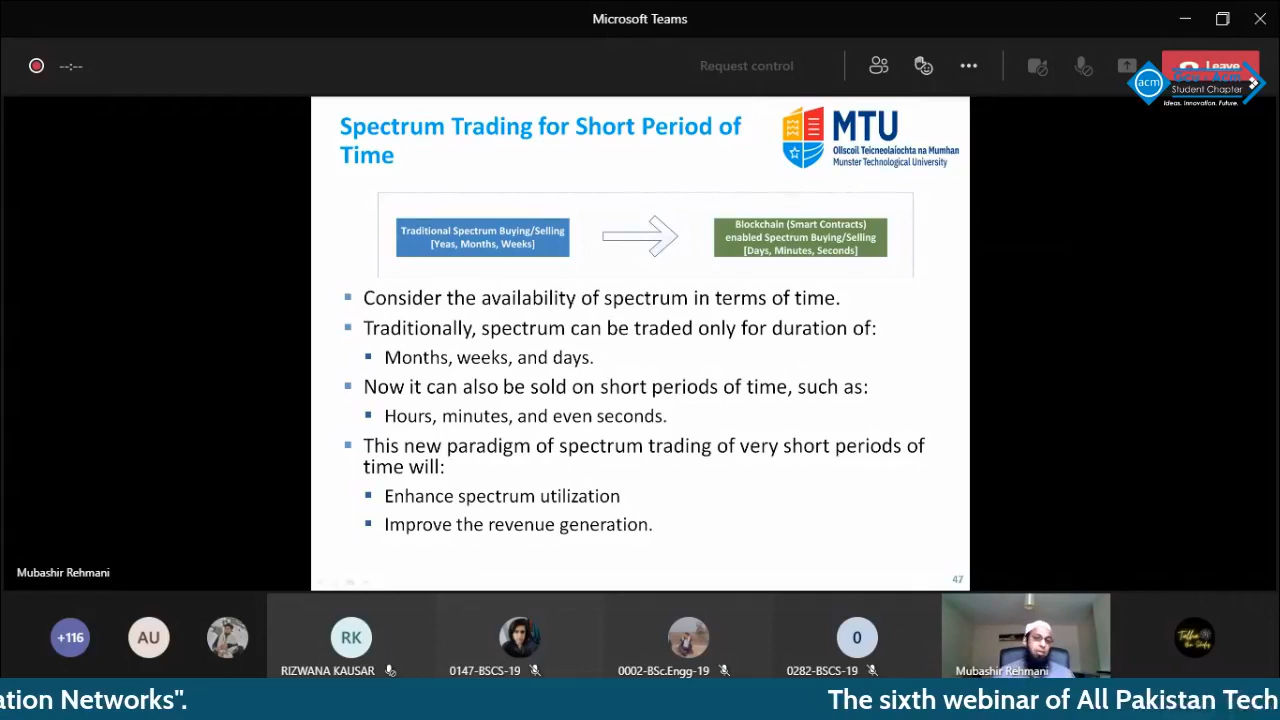 Microsoft Teams
--:--
Request control
Leave
acm
Student Chapter
Ideas. Innovation. Future.
Spectrum Trading for Short Period of
Time
MTU
Ollscoil Teicneolaíochta na Mumhan
Munster Technological University
Traditional Spectrum Buying/Selling
[Yeas, Months, Weeks]
Blockchain (Smart Contracts)
enabled Spectrum Buying/Selling
[Days, Minutes, Seconds]
Consider the availability of spectrum in terms of time.
Traditionally, spectrum can be traded only for duration of:
Months, weeks, and days.
Now it can also be sold on short periods of time, such as:
Hours, minutes, and even seconds.
This new paradigm of spectrum trading of very short periods of
time will:
Enhance spectrum utilization
Improve the revenue generation.
47
Mubashir Rehmani
+116
AU
RK
RIZWANA KAUSAR
0147-BSCS-19
0002-BSc.Engg-19
0
0282-BSCS-19
Mubashir Rehmani
ation Networks".
The sixth webinar of All Pakistan Tech